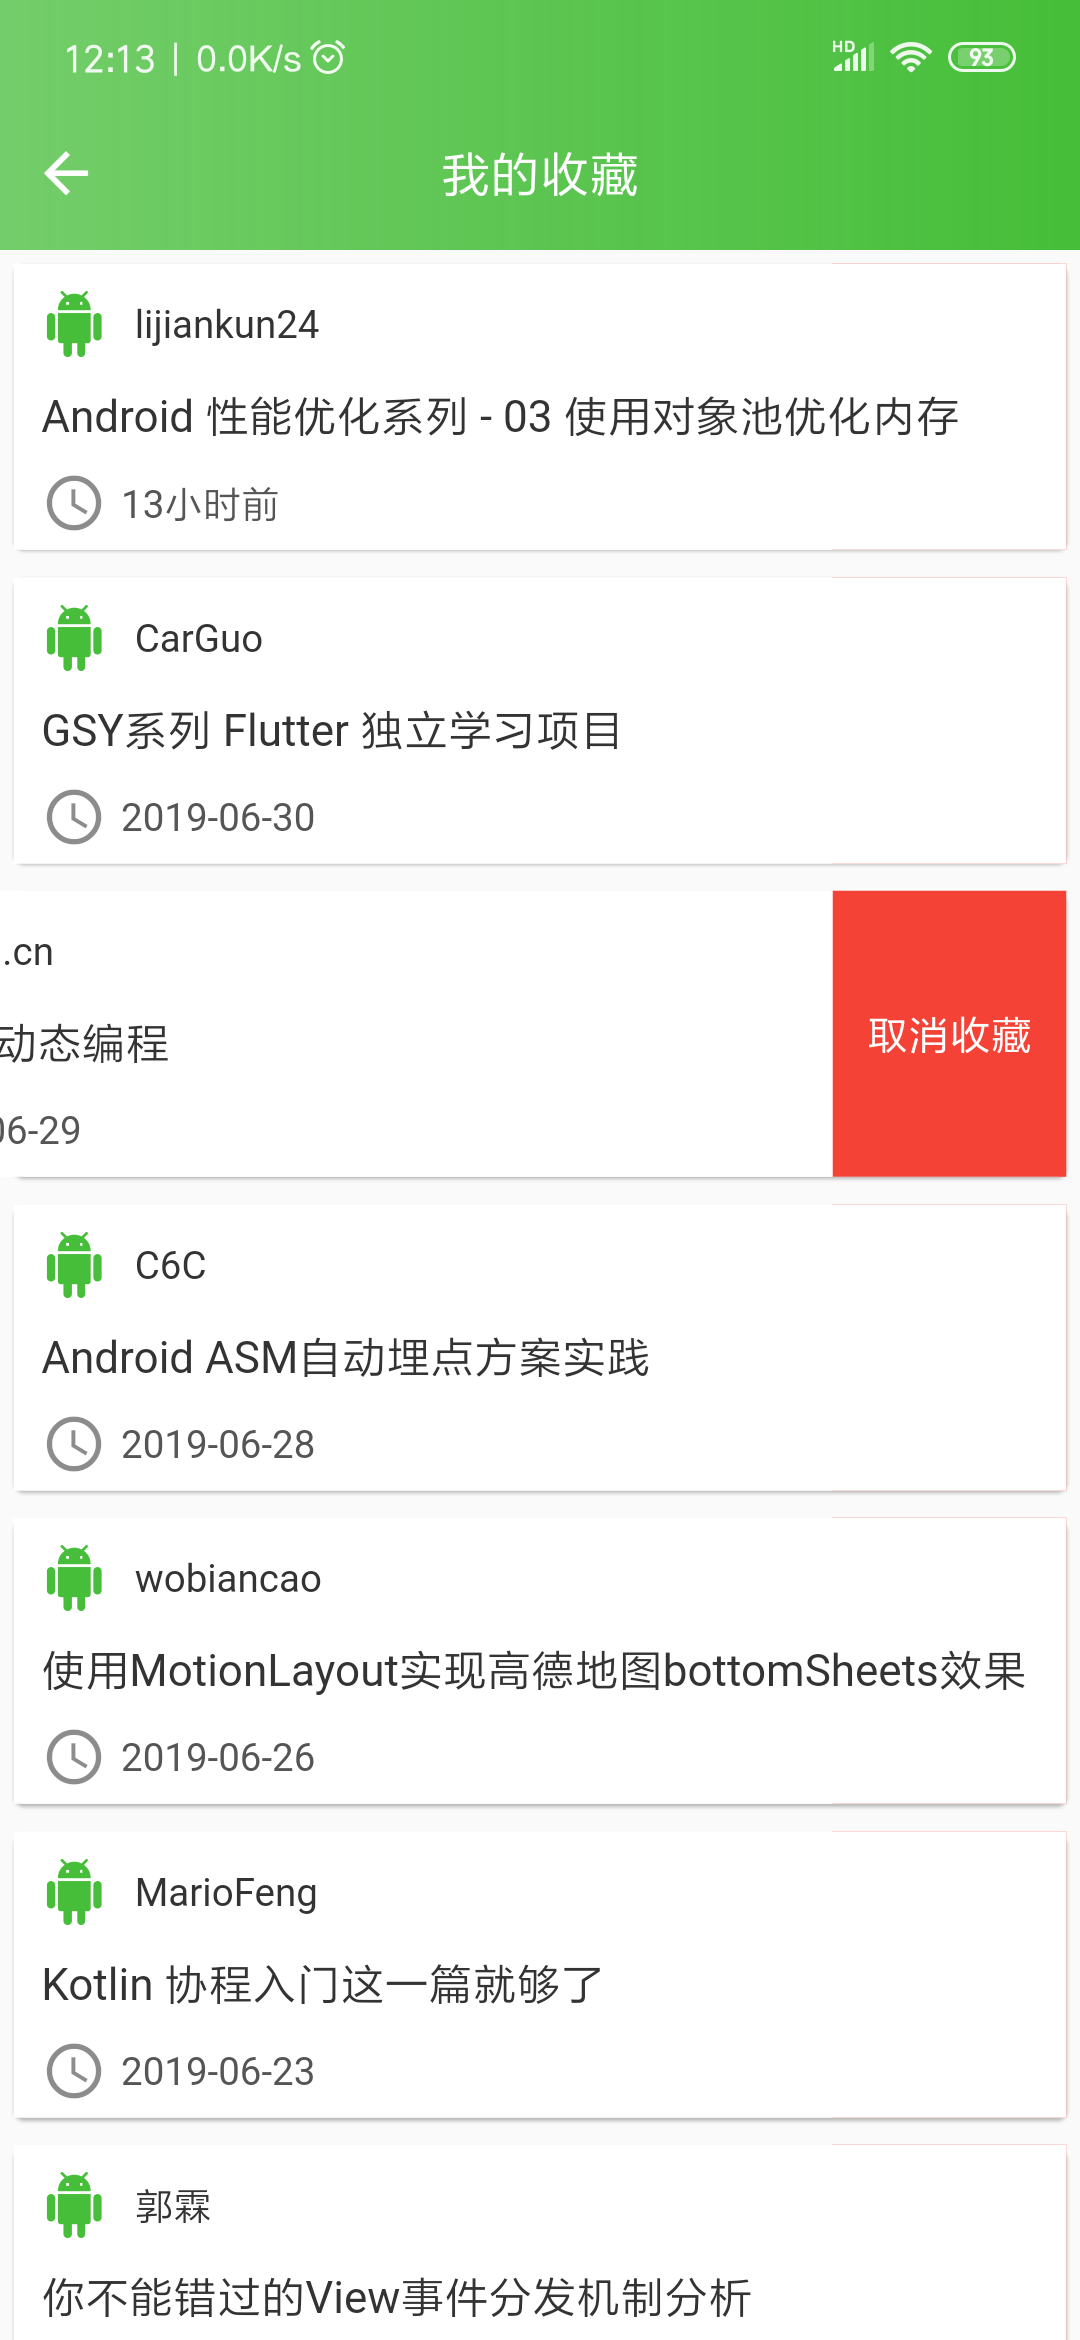 12:13 | 0.0K/s HD 93
我的收藏
lijiankun24
Android 性能优化系列 - 03 使用对象池优化内存
13小时前
CarGuo
GSY系列 Flutter 独立学习项目
2019-06-30
.cn
动态编程
06-29
取消收藏
C6C
Android ASM自动埋点方案实践
2019-06-28
wobiancao
使用MotionLayout实现高德地图bottomSheets效果
2019-06-26
MarioFeng
Kotlin 协程入门这一篇就够了
2019-06-23
郭霖
你不能错过的View事件分发机制分析